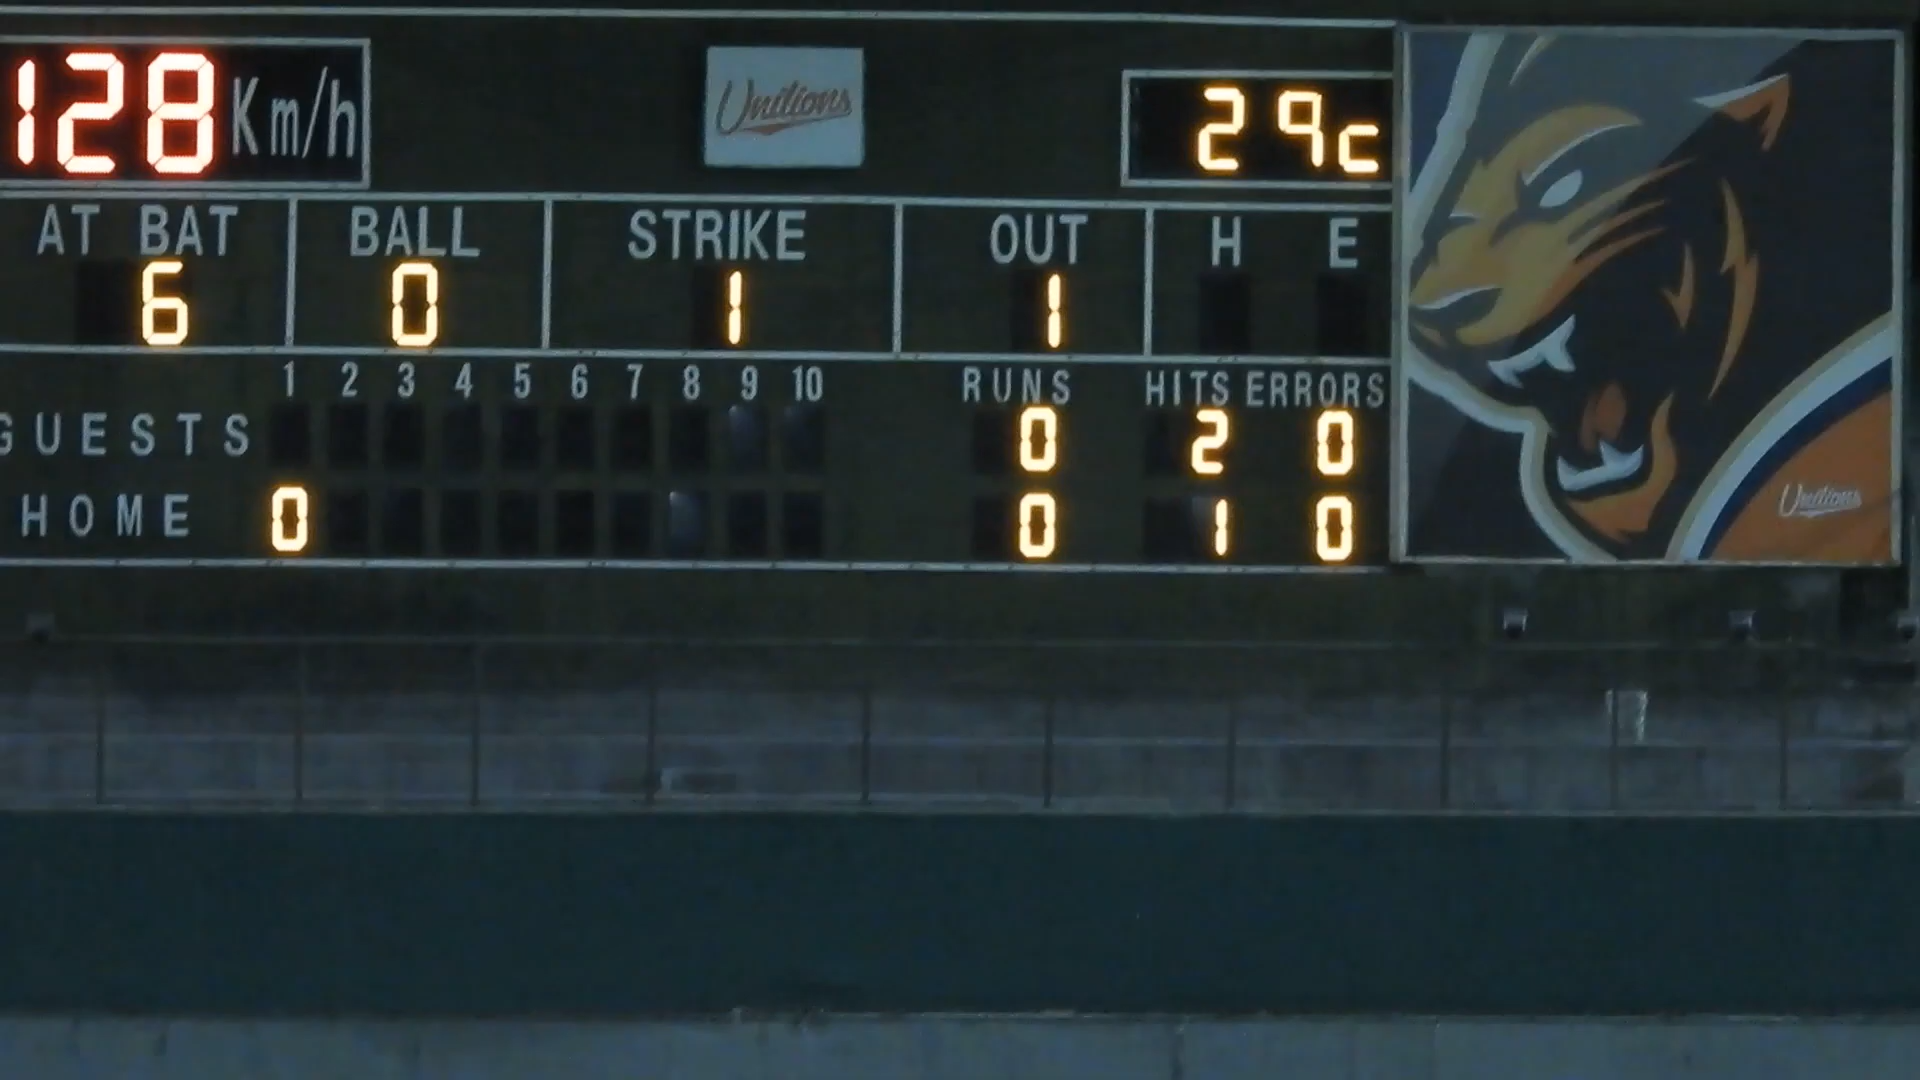 128 Km/h Unilions 29c
AT BAT BALL STRIKE OUT H E
6 0 1 1
1 2 3 4 5 6 7 8 9 10 RUNS HITS ERRORS
GUESTS 0 2 0
HOME 0 0 1 0
Unilions